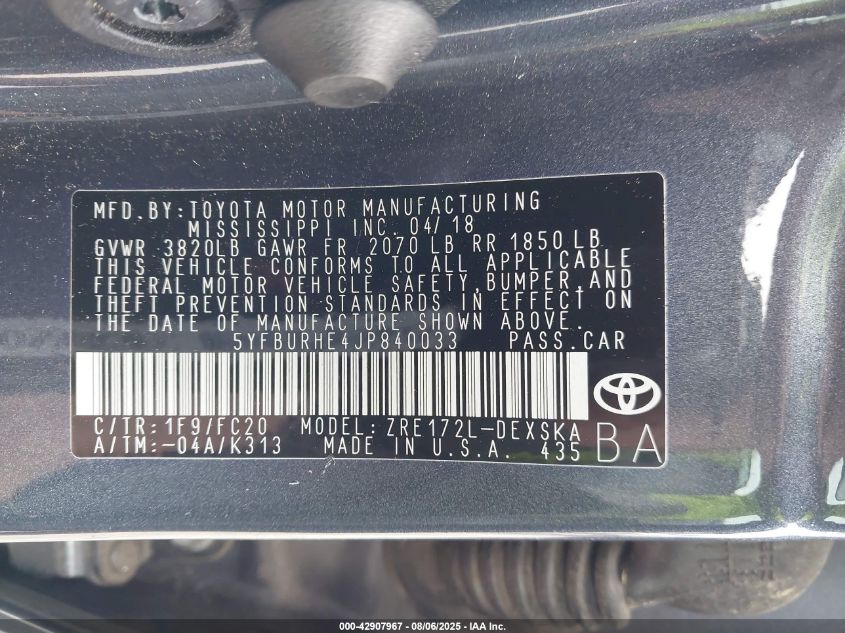 MFD.BY:TOYOTA MOTOR MANUFACTURING
MISSISSIPPI INC. 04/18
GVWR 3820LB GAWR FR 2070 LB RR 1850 LB
THIS VEHICLE CONFORMS TO ALL APPLICABLE
FEDERAL MOTOR VEHICLE SAFETY,BUMPER,AND
THEFT PREVENTION STANDARDS IN EFFECT ON
THE DATE OF MANUFACTURE SHOWN ABOVE.
5YFBURHE4JP840033 PASS.CAR
C/TR:1F9/FC20 MODEL:ZRE172L-DEXSKA
A/TM:-04A/K313 MADE IN U.S.A. 435 BA
000-42907967 - 08/06/2025 - © IAA Inc.